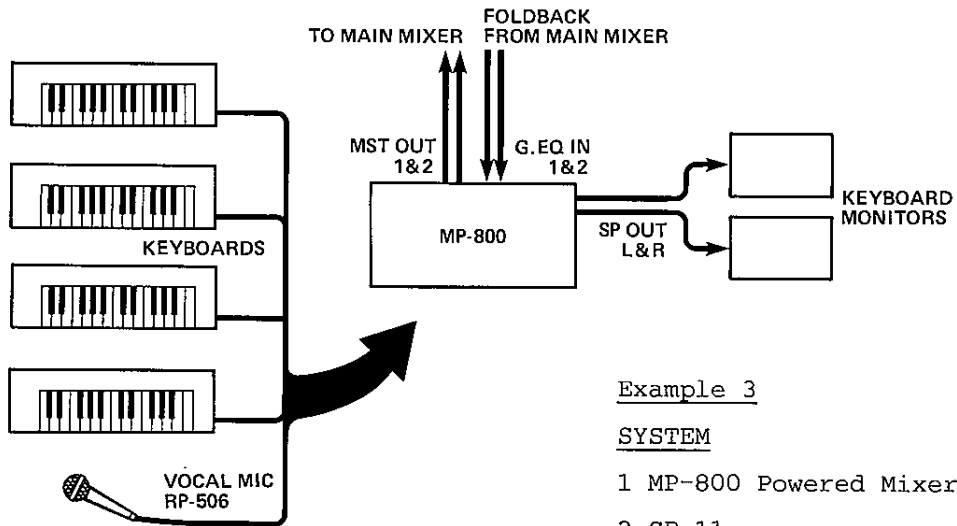 FOLDBACK
TO MAIN MIXER
FROM MAIN MIXER
MST OUT
1&2
G.EQ IN
1&2
MP-800
SP OUT
L&R
KEYBOARD
MONITORS
KEYBOARDS
VOCAL MIC
RP-506
Example 3
SYSTEM
1 MP-800 Powered Mixer